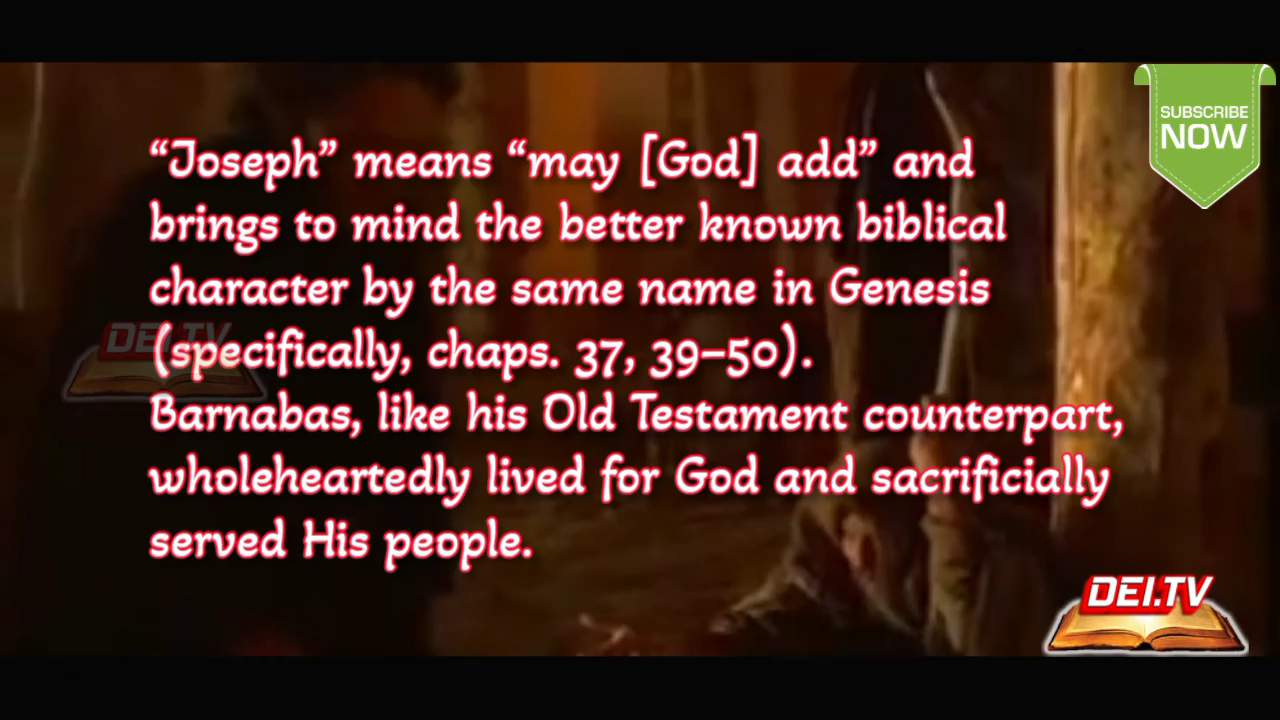 SUBSCRIBE
NOW
“Joseph” means “may [God] add” and
brings to mind the better known biblical
character by the same name in Genesis
(specifically, chaps. 37, 39–50).
Barnabas, like his Old Testament counterpart,
wholeheartedly lived for God and sacrificially
served His people.
DEI.TV
DEI.TV